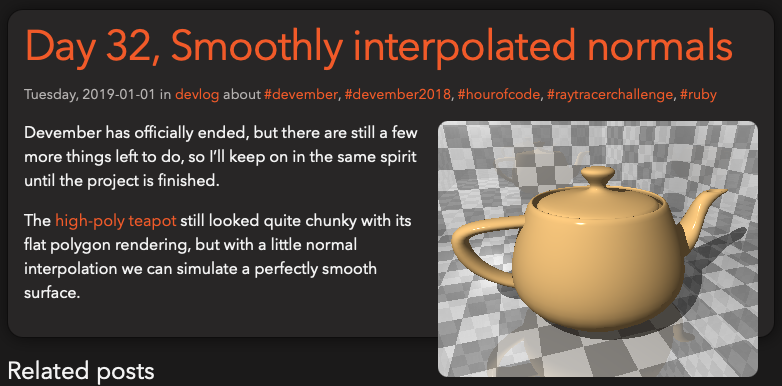 Day 32, Smoothly interpolated normals
Tuesday, 2019-01-01 in devlog about #devember, #devember2018, #hourofcode, #raytracerchallenge, #ruby
Devember has officially ended, but there are still a few
more things left to do, so I’ll keep on in the same spirit
until the project is finished.
The high-poly teapot still looked quite chunky with its
flat polygon rendering, but with a little normal
interpolation we can simulate a perfectly smooth
surface.
Related posts